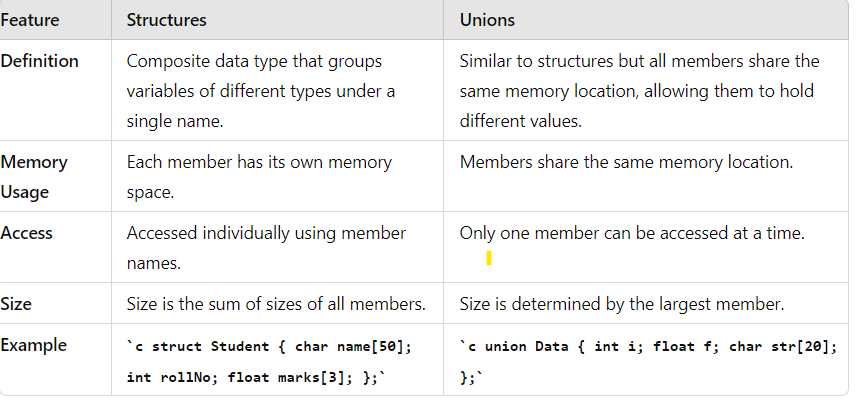 Feature Structures Unions
Definition Composite data type that groups Similar to structures but all members share the
variables of different types under a same memory location, allowing them to hold
single name. different values.
Memory Each member has its own memory Members share the same memory location.
Usage space.
Access Accessed individually using member Only one member can be accessed at a time.
names.
Size Size is the sum of sizes of all members. Size is determined by the largest member.
Example `c struct Student { char name[50]; `c union Data { int i; float f; char str[20];
int rollNo; float marks[3]; };` };`